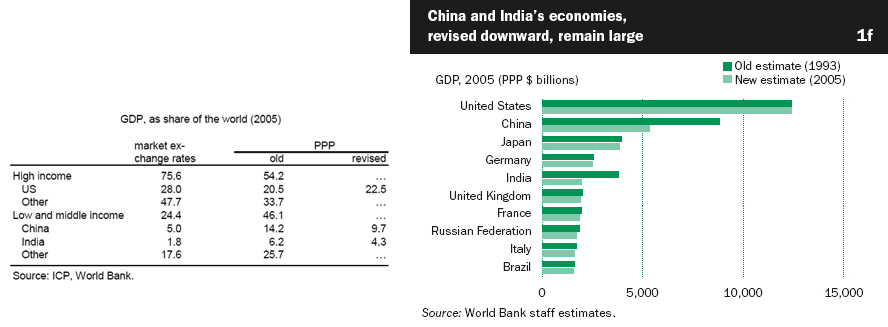 GDP, as share of the world (2005)
market ex- PPP
change rates old revised
High income 75.6 54.2 ...
US 28.0 20.5 22.5
Other 47.7 33.7 ...
Low and middle income 24.4 46.1 ...
China 5.0 14.2 9.7
India 1.8 6.2 4.3
Other 17.6 25.7 ...
Source: ICP, World Bank.
China and India's economies,
revised downward, remain large 1f
GDP, 2005 (PPP $ billions)
Old estimate (1993)
New estimate (2005)
United States
China
Japan
Germany
India
United Kingdom
France
Russian Federation
Italy
Brazil
0 5,000 10,000 15,000
Source: World Bank staff estimates.